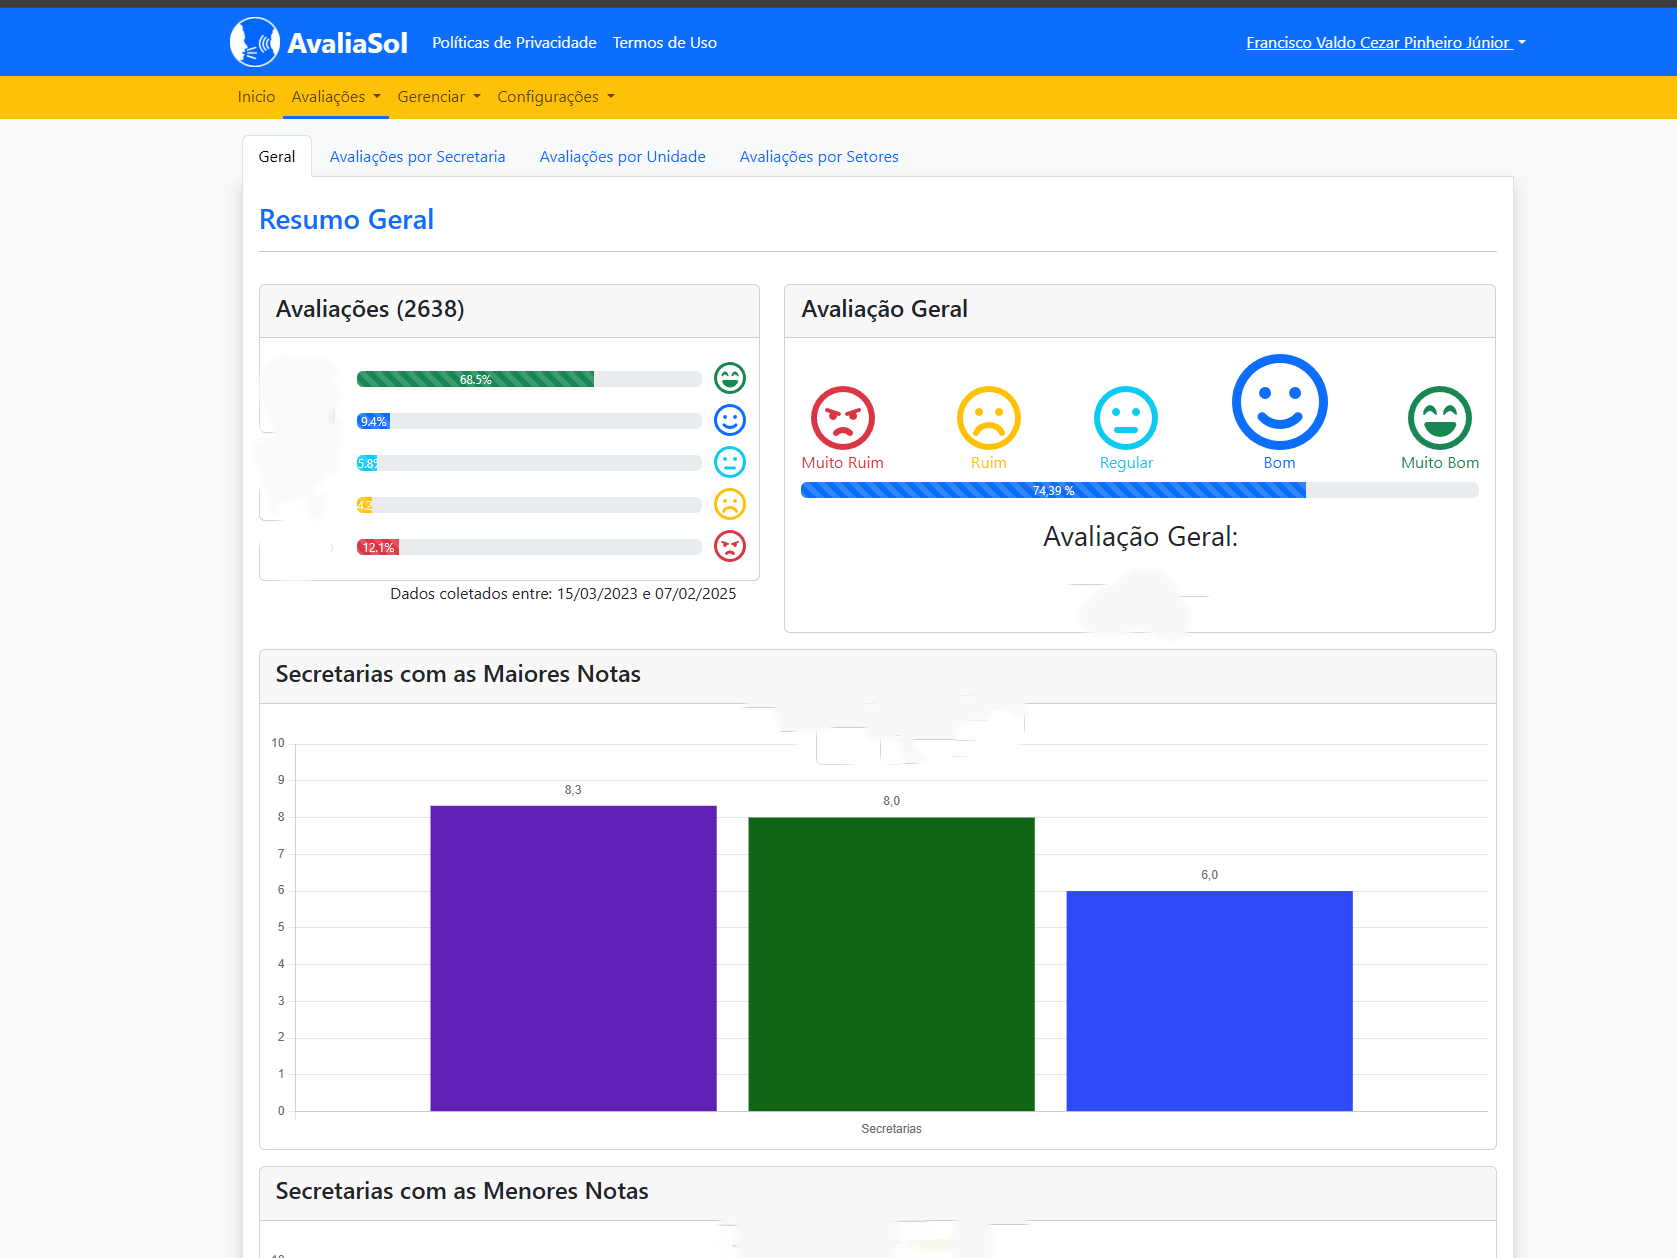 AvaliaSol Políticas de Privacidade Termos de Uso Francisco Valdo Cezar Pinheiro Júnior
Inicio Avaliações Gerenciar Configurações
Geral Avaliações por Secretaria Avaliações por Unidade Avaliações por Setores
Resumo Geral
Avaliações (2638)
68.5%
9.4%
5.8%
4.2
12.1%
Dados coletados entre: 15/03/2023 e 07/02/2025
Avaliação Geral
Muito Ruim Ruim Regular Bom Muito Bom
74,39 %
Avaliação Geral:
Secretarias com as Maiores Notas
10
9
8
7
6
5
4
3
2
1
0
8,3
8,0
6,0
Secretarias
Secretarias com as Menores Notas
10